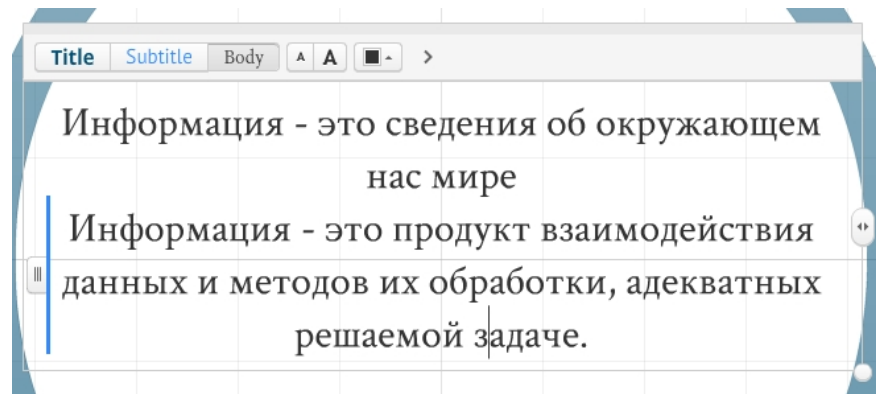 Title Subtitle Body A A
Информация - это сведения об окружающем
нас мире
Информация - это продукт взаимодействия
данных и методов их обработки, адекватных
решаемой задаче.